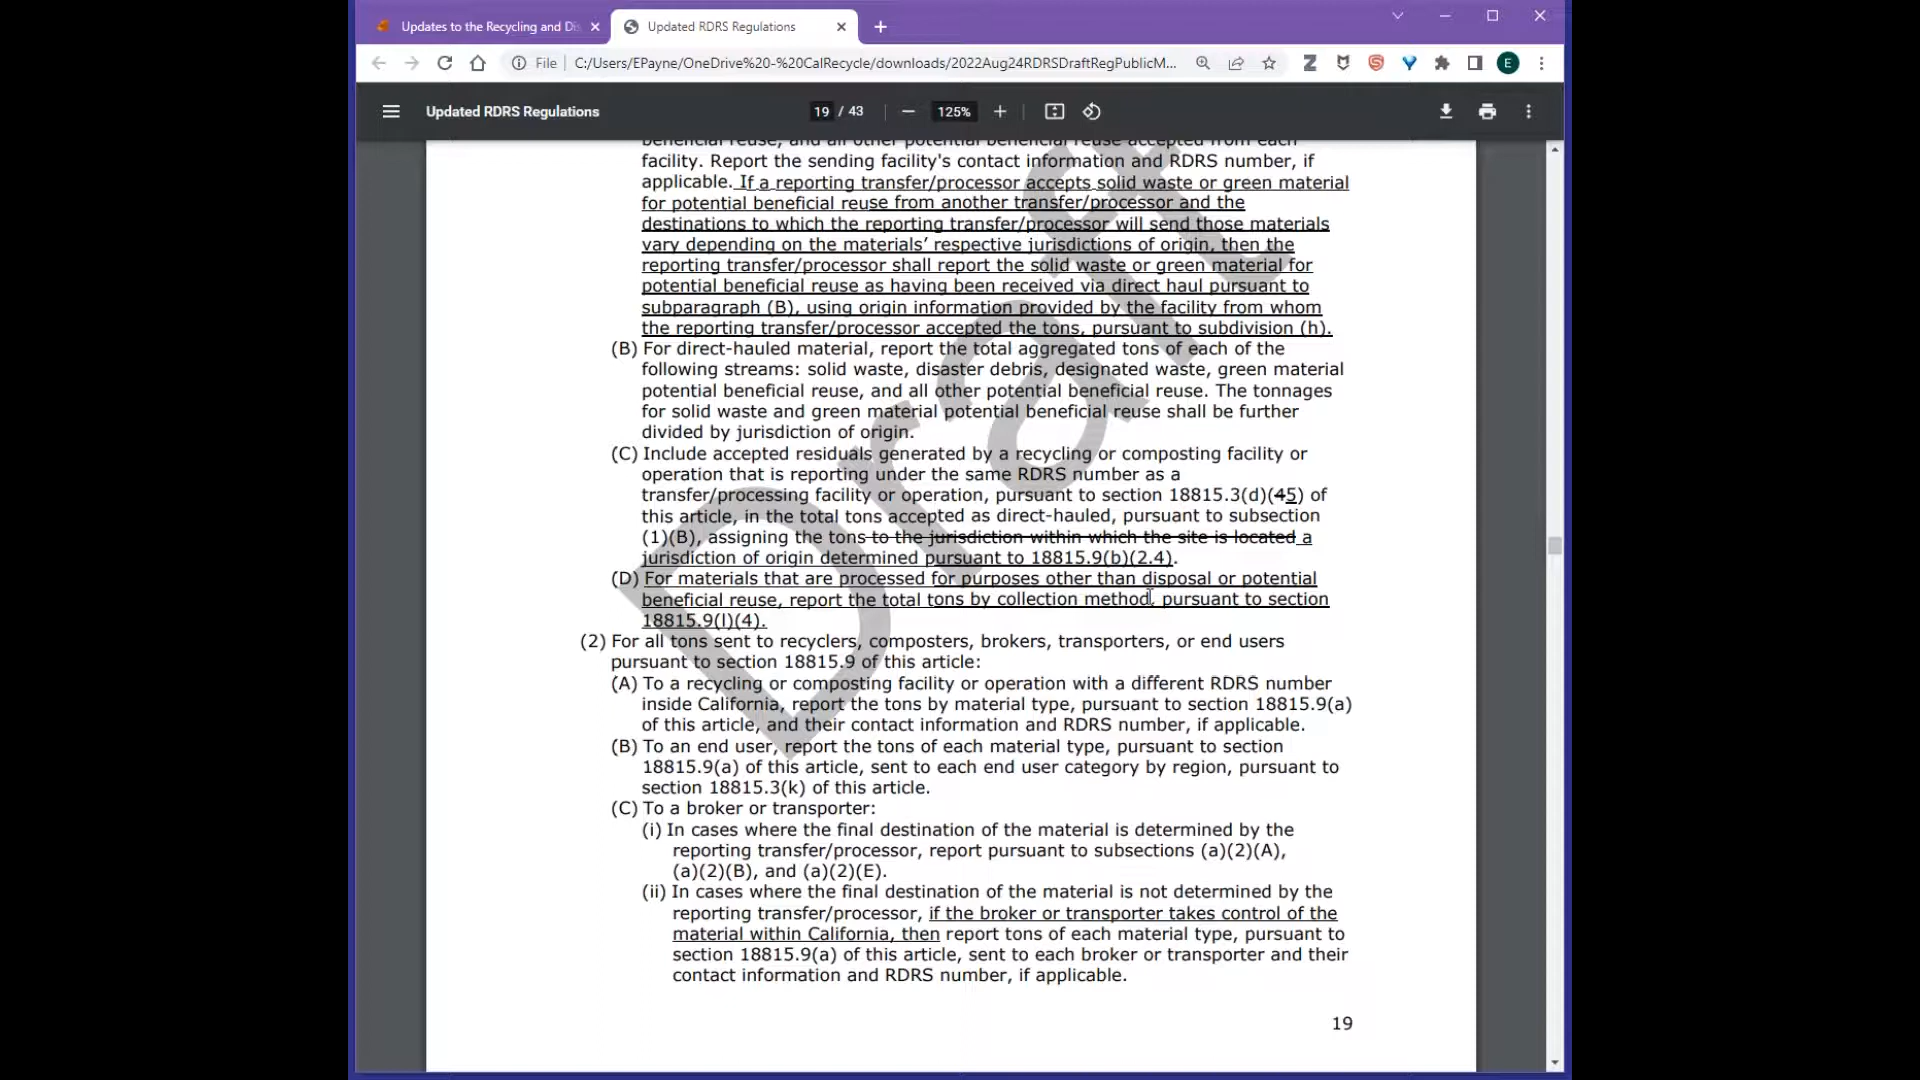 Updates to the Recycling and Dis
Updated RDRS Regulations
File
C:/Users/EPayne/OneDrive%20-%20CalRecycle/downloads/2022Aug24RDRSDraftRegPublicM...
E
Updated RDRS Regulations
19 / 43
125%
beneficial reuse, and all other potential beneficial reuse accepted from each
facility. Report the sending facility's contact information and RDRS number, if
applicable. If a reporting transfer/processor accepts solid waste or green material
for potential beneficial reuse from another transfer/processor and the
destinations to which the reporting transfer/processor will send those materials
vary depending on the materials’ respective jurisdictions of origin, then the
reporting transfer/processor shall report the solid waste or green material for
potential beneficial reuse as having been received via direct haul pursuant to
subparagraph (B), using origin information provided by the facility from whom
the reporting transfer/processor accepted the tons, pursuant to subdivision (h).
(B) For direct-hauled material, report the total aggregated tons of each of the
following streams: solid waste, disaster debris, designated waste, green material
potential beneficial reuse, and all other potential beneficial reuse. The tonnages
for solid waste and green material potential beneficial reuse shall be further
divided by jurisdiction of origin.
(C) Include accepted residuals generated by a recycling or composting facility or
operation that is reporting under the same RDRS number as a
transfer/processing facility or operation, pursuant to section 18815.3(d)(45) of
this article, in the total tons accepted as direct-hauled, pursuant to subsection
(1)(B), assigning the tons to the jurisdiction within which the site is located a
jurisdiction of origin determined pursuant to 18815.9(b)(2.4).
(D) For materials that are processed for purposes other than disposal or potential
beneficial reuse, report the total tons by collection method, pursuant to section
18815.9(l)(4).
(2) For all tons sent to recyclers, composters, brokers, transporters, or end users
pursuant to section 18815.9 of this article:
(A) To a recycling or composting facility or operation with a different RDRS number
inside California, report the tons by material type, pursuant to section 18815.9(a)
of this article, and their contact information and RDRS number, if applicable.
(B) To an end user, report the tons of each material type, pursuant to section
18815.9(a) of this article, sent to each end user category by region, pursuant to
section 18815.3(k) of this article.
(C) To a broker or transporter:
(i) In cases where the final destination of the material is determined by the
reporting transfer/processor, report pursuant to subsections (a)(2)(A),
(a)(2)(B), and (a)(2)(E).
(ii) In cases where the final destination of the material is not determined by the
reporting transfer/processor, if the broker or transporter takes control of the
material within California, then report tons of each material type, pursuant to
section 18815.9(a) of this article, sent to each broker or transporter and their
contact information and RDRS number, if applicable.
19
Draft